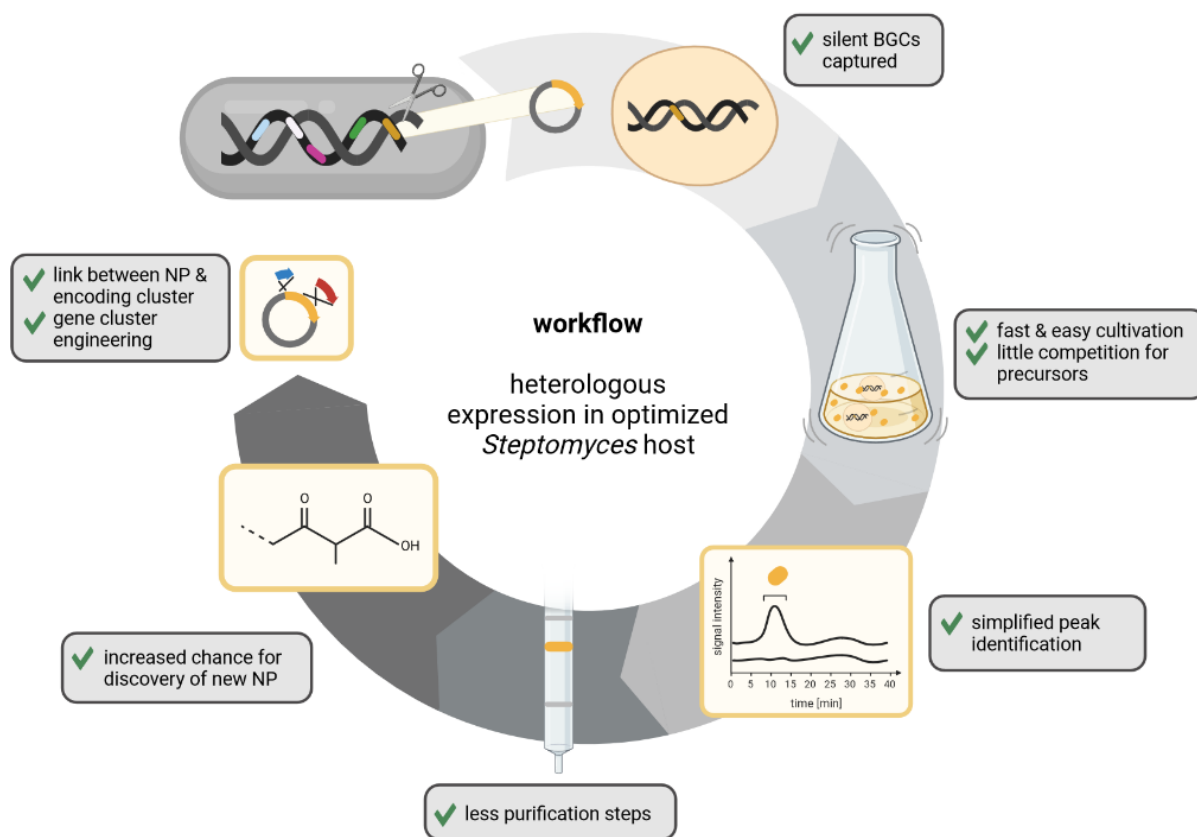 silent BGCs
captured
link between NP &
encoding cluster
gene cluster
engineering
workflow
heterologous
expression in optimized
Steptomyces host
fast & easy cultivation
little competition for
precursors
O
O
OH
signal intensity
0 5 10 15 20 25 30 35 40
time [min]
simplified peak
identification
increased chance for
discovery of new NP
less purification steps